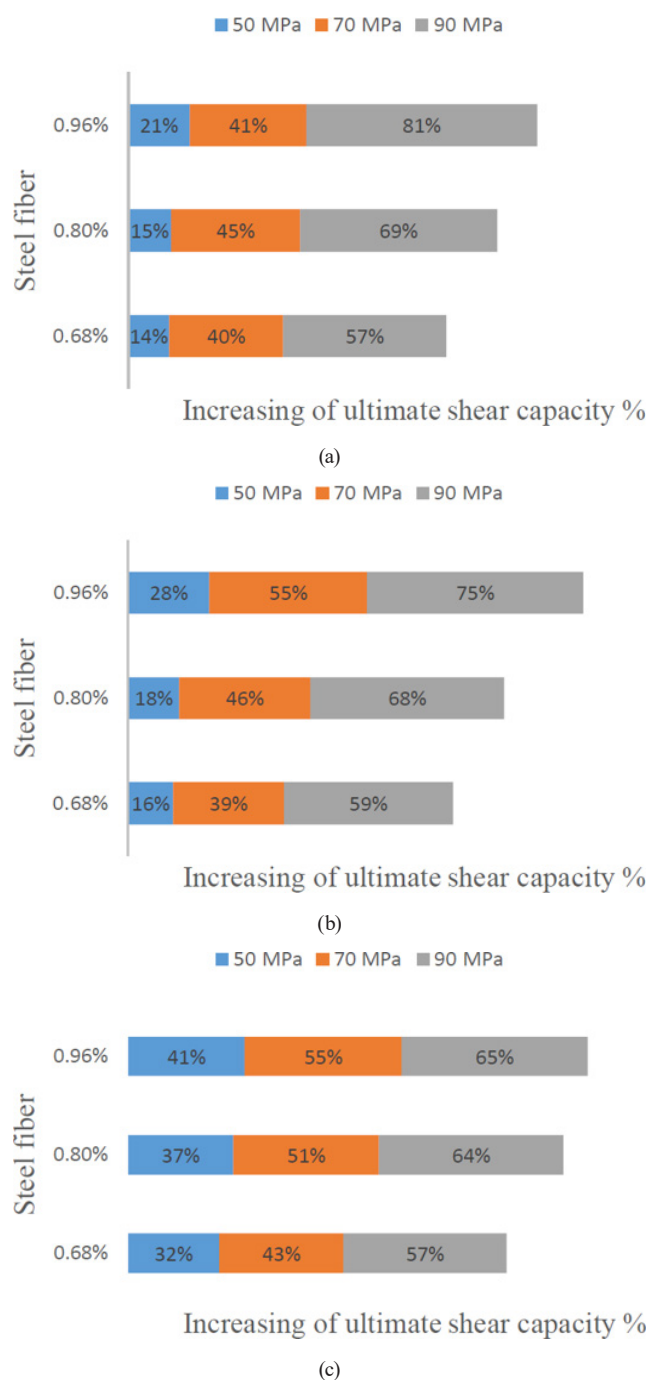 50 MPa 70 MPa 90 MPa
Steel fiber
0.96% 21% 41% 81%
0.80% 15% 45% 69%
0.68% 14% 40% 57%
Increasing of ultimate shear capacity %
(a)
50 MPa 70 MPa 90 MPa
Steel fiber
0.96% 28% 55% 75%
0.80% 18% 46% 68%
0.68% 16% 39% 59%
Increasing of ultimate shear capacity %
(b)
50 MPa 70 MPa 90 MPa
Steel fiber
0.96% 41% 55% 65%
0.80% 37% 51% 64%
0.68% 32% 43% 57%
Increasing of ultimate shear capacity %
(c)